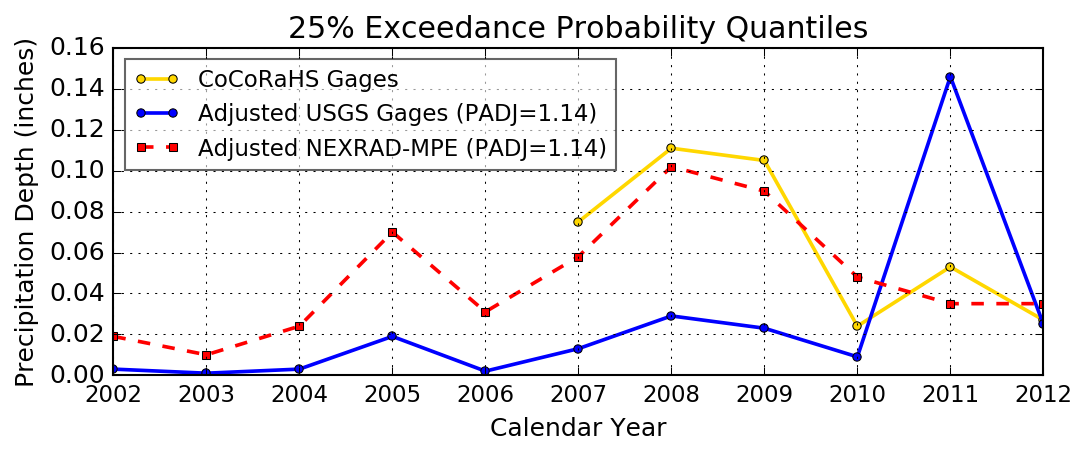 25% Exceedance Probability Quantiles
Precipitation Depth (inches)
0.16
0.14
0.12
0.10
0.08
0.06
0.04
0.02
0.00
CoCoRaHS Gages
Adjusted USGS Gages (PADJ=1.14)
Adjusted NEXRAD-MPE (PADJ=1.14)
2002 2003 2004 2005 2006 2007 2008 2009 2010 2011 2012
Calendar Year